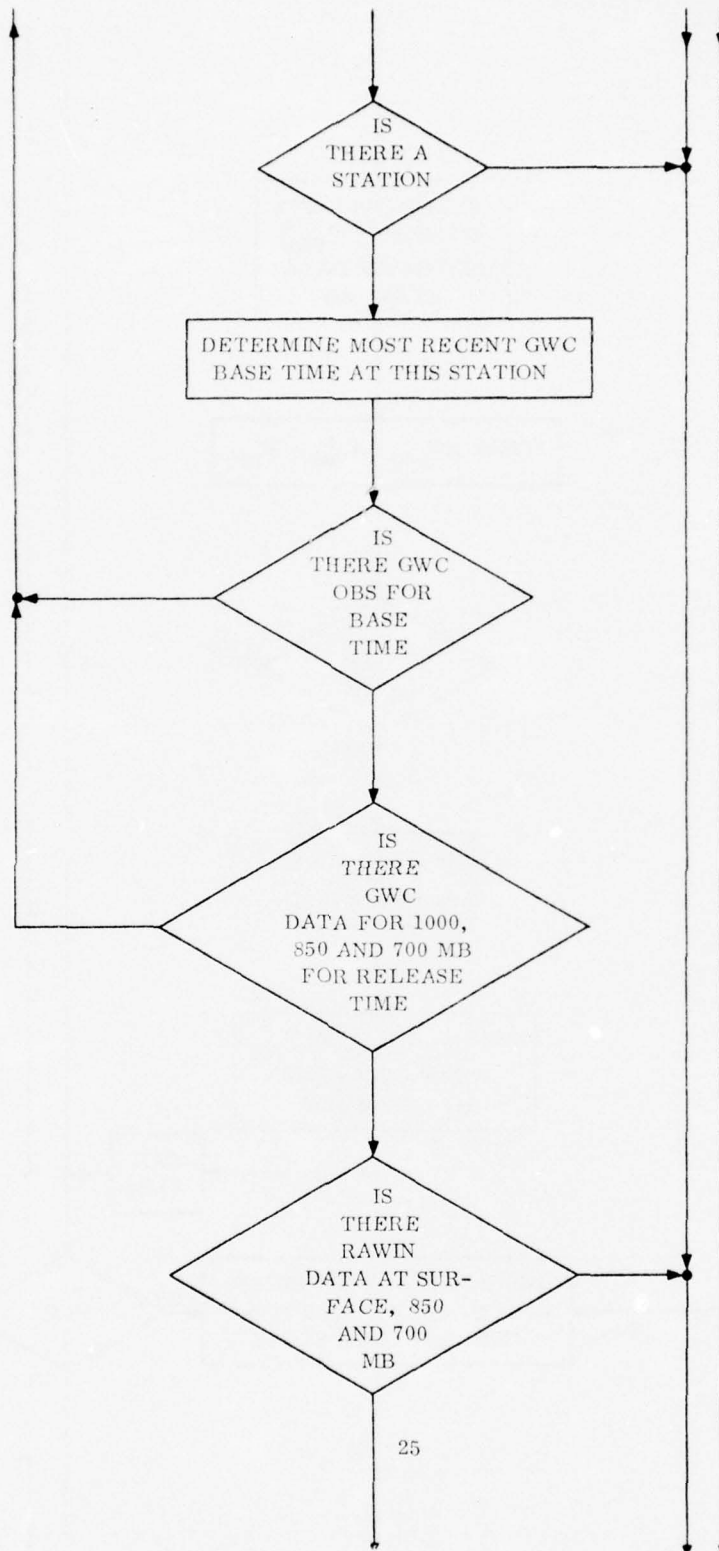 IS
THERE A
STATION
DETERMINE MOST RECENT GWC
BASE TIME AT THIS STATION
IS
THERE GWC
OBS FOR
BASE
TIME
IS
THERE
GWC
DATA FOR 1000,
850 AND 700 MB
FOR RELEASE
TIME
IS
THERE
RAWIN
DATA AT SUR-
FACE, 850
AND 700
MB
25